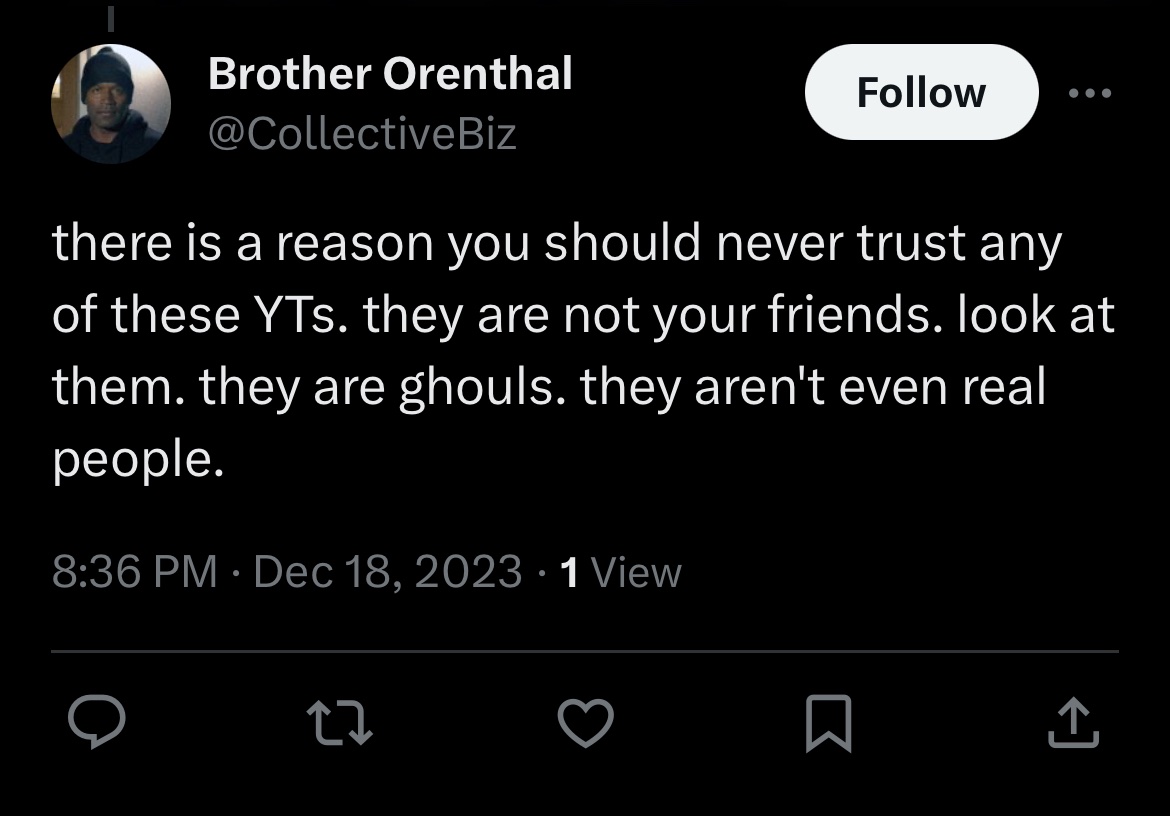 Brother Orenthal
@CollectiveBiz
Follow
there is a reason you should never trust any
of these YTs. they are not your friends. look at
them. they are ghouls. they aren't even real
people.
8:36 PM · Dec 18, 2023 · 1 View